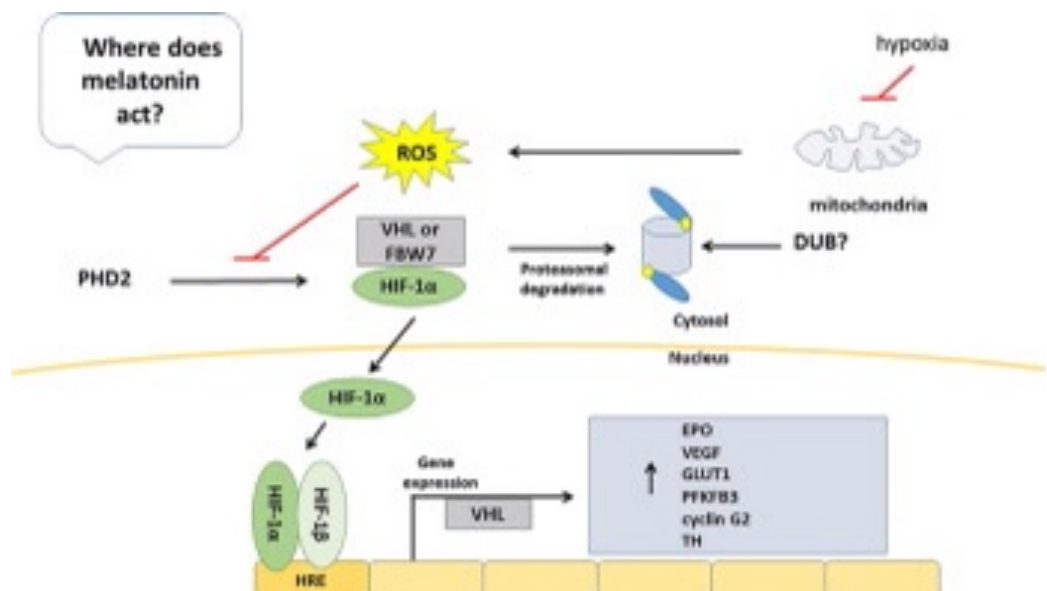 Where does
melatonin
act?
hypoxia
ROS
mitochondria
VHL or
FBW7
DUB?
PHD2
HIF-1α
Proteasomal
degradation
Cytosol
Nucleus
HIF-1α
Gene
expression
VHL
EPO
VEGF
GLUT1
PFKFB3
cyclin G2
TH
HIF-1α
HIF-1β
HRE